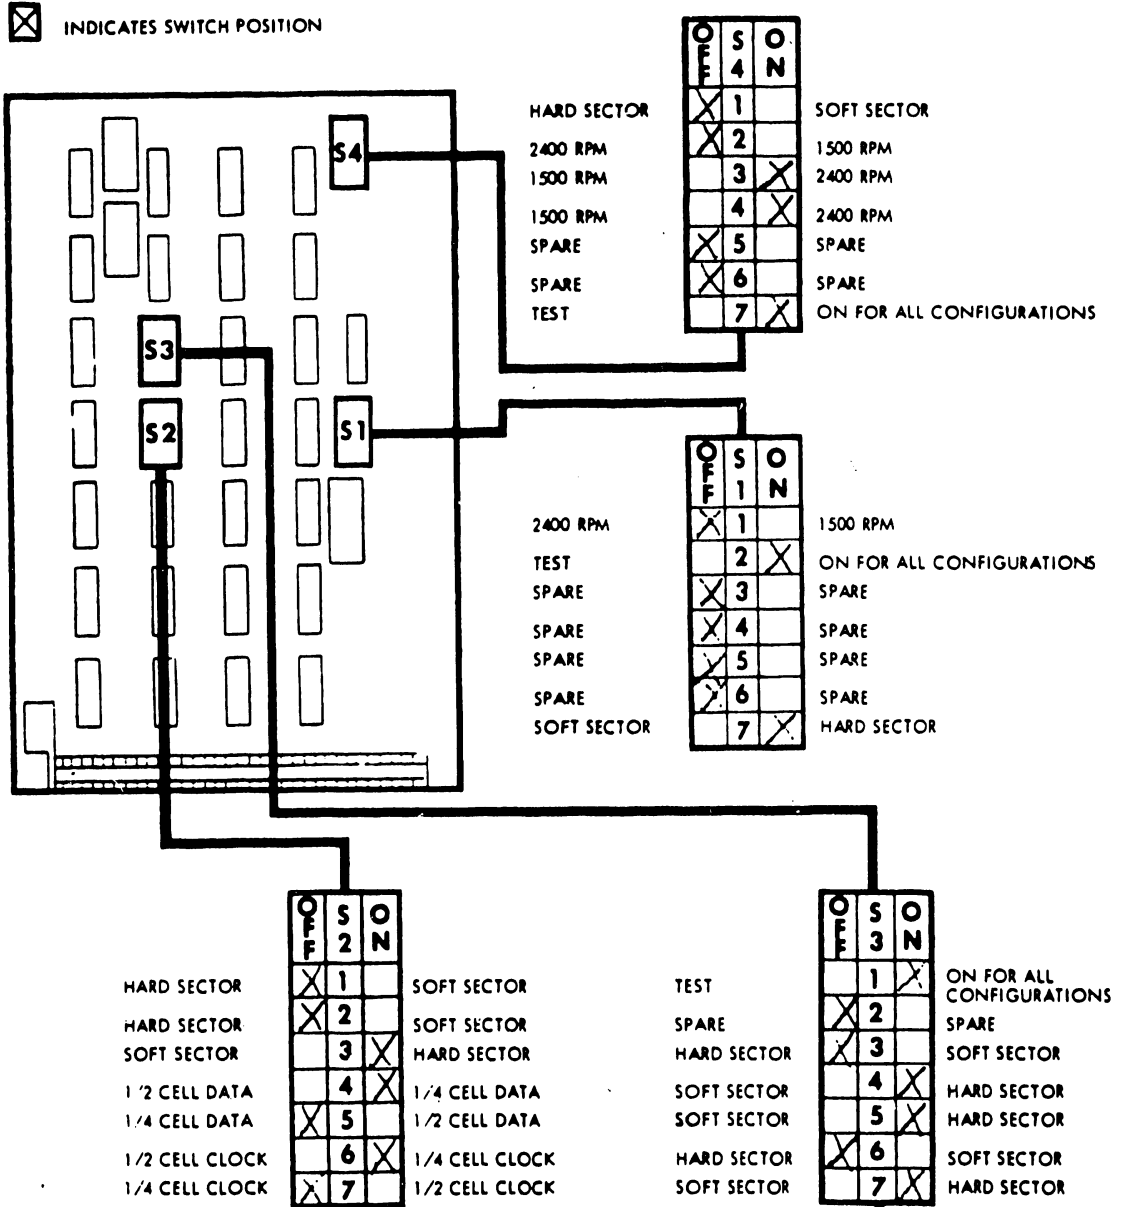 INDICATES SWITCH POSITION
OFF S4 ON
HARD SECTOR 1 SOFT SECTOR
2400 RPM 2 1500 RPM
1500 RPM 3 2400 RPM
1500 RPM 4 2400 RPM
SPARE 5 SPARE
SPARE 6 SPARE
TEST 7 ON FOR ALL CONFIGURATIONS
S4
S3
S2
S1
OFF S1 ON
2400 RPM 1 1500 RPM
TEST 2 ON FOR ALL CONFIGURATIONS
SPARE 3 SPARE
SPARE 4 SPARE
SPARE 5 SPARE
SPARE 6 SPARE
SOFT SECTOR 7 HARD SECTOR
OFF S2 ON
HARD SECTOR 1 SOFT SECTOR
HARD SECTOR 2 SOFT SECTOR
SOFT SECTOR 3 HARD SECTOR
1/2 CELL DATA 4 1/4 CELL DATA
1/4 CELL DATA 5 1/2 CELL DATA
1/2 CELL CLOCK 6 1/4 CELL CLOCK
1/4 CELL CLOCK 7 1/2 CELL CLOCK
OFF S3 ON
TEST 1 ON FOR ALL
CONFIGURATIONS
SPARE 2 SPARE
HARD SECTOR 3 SOFT SECTOR
SOFT SECTOR 4 HARD SECTOR
SOFT SECTOR 5 HARD SECTOR
HARD SECTOR 6 SOFT SECTOR
SOFT SECTOR 7 HARD SECTOR